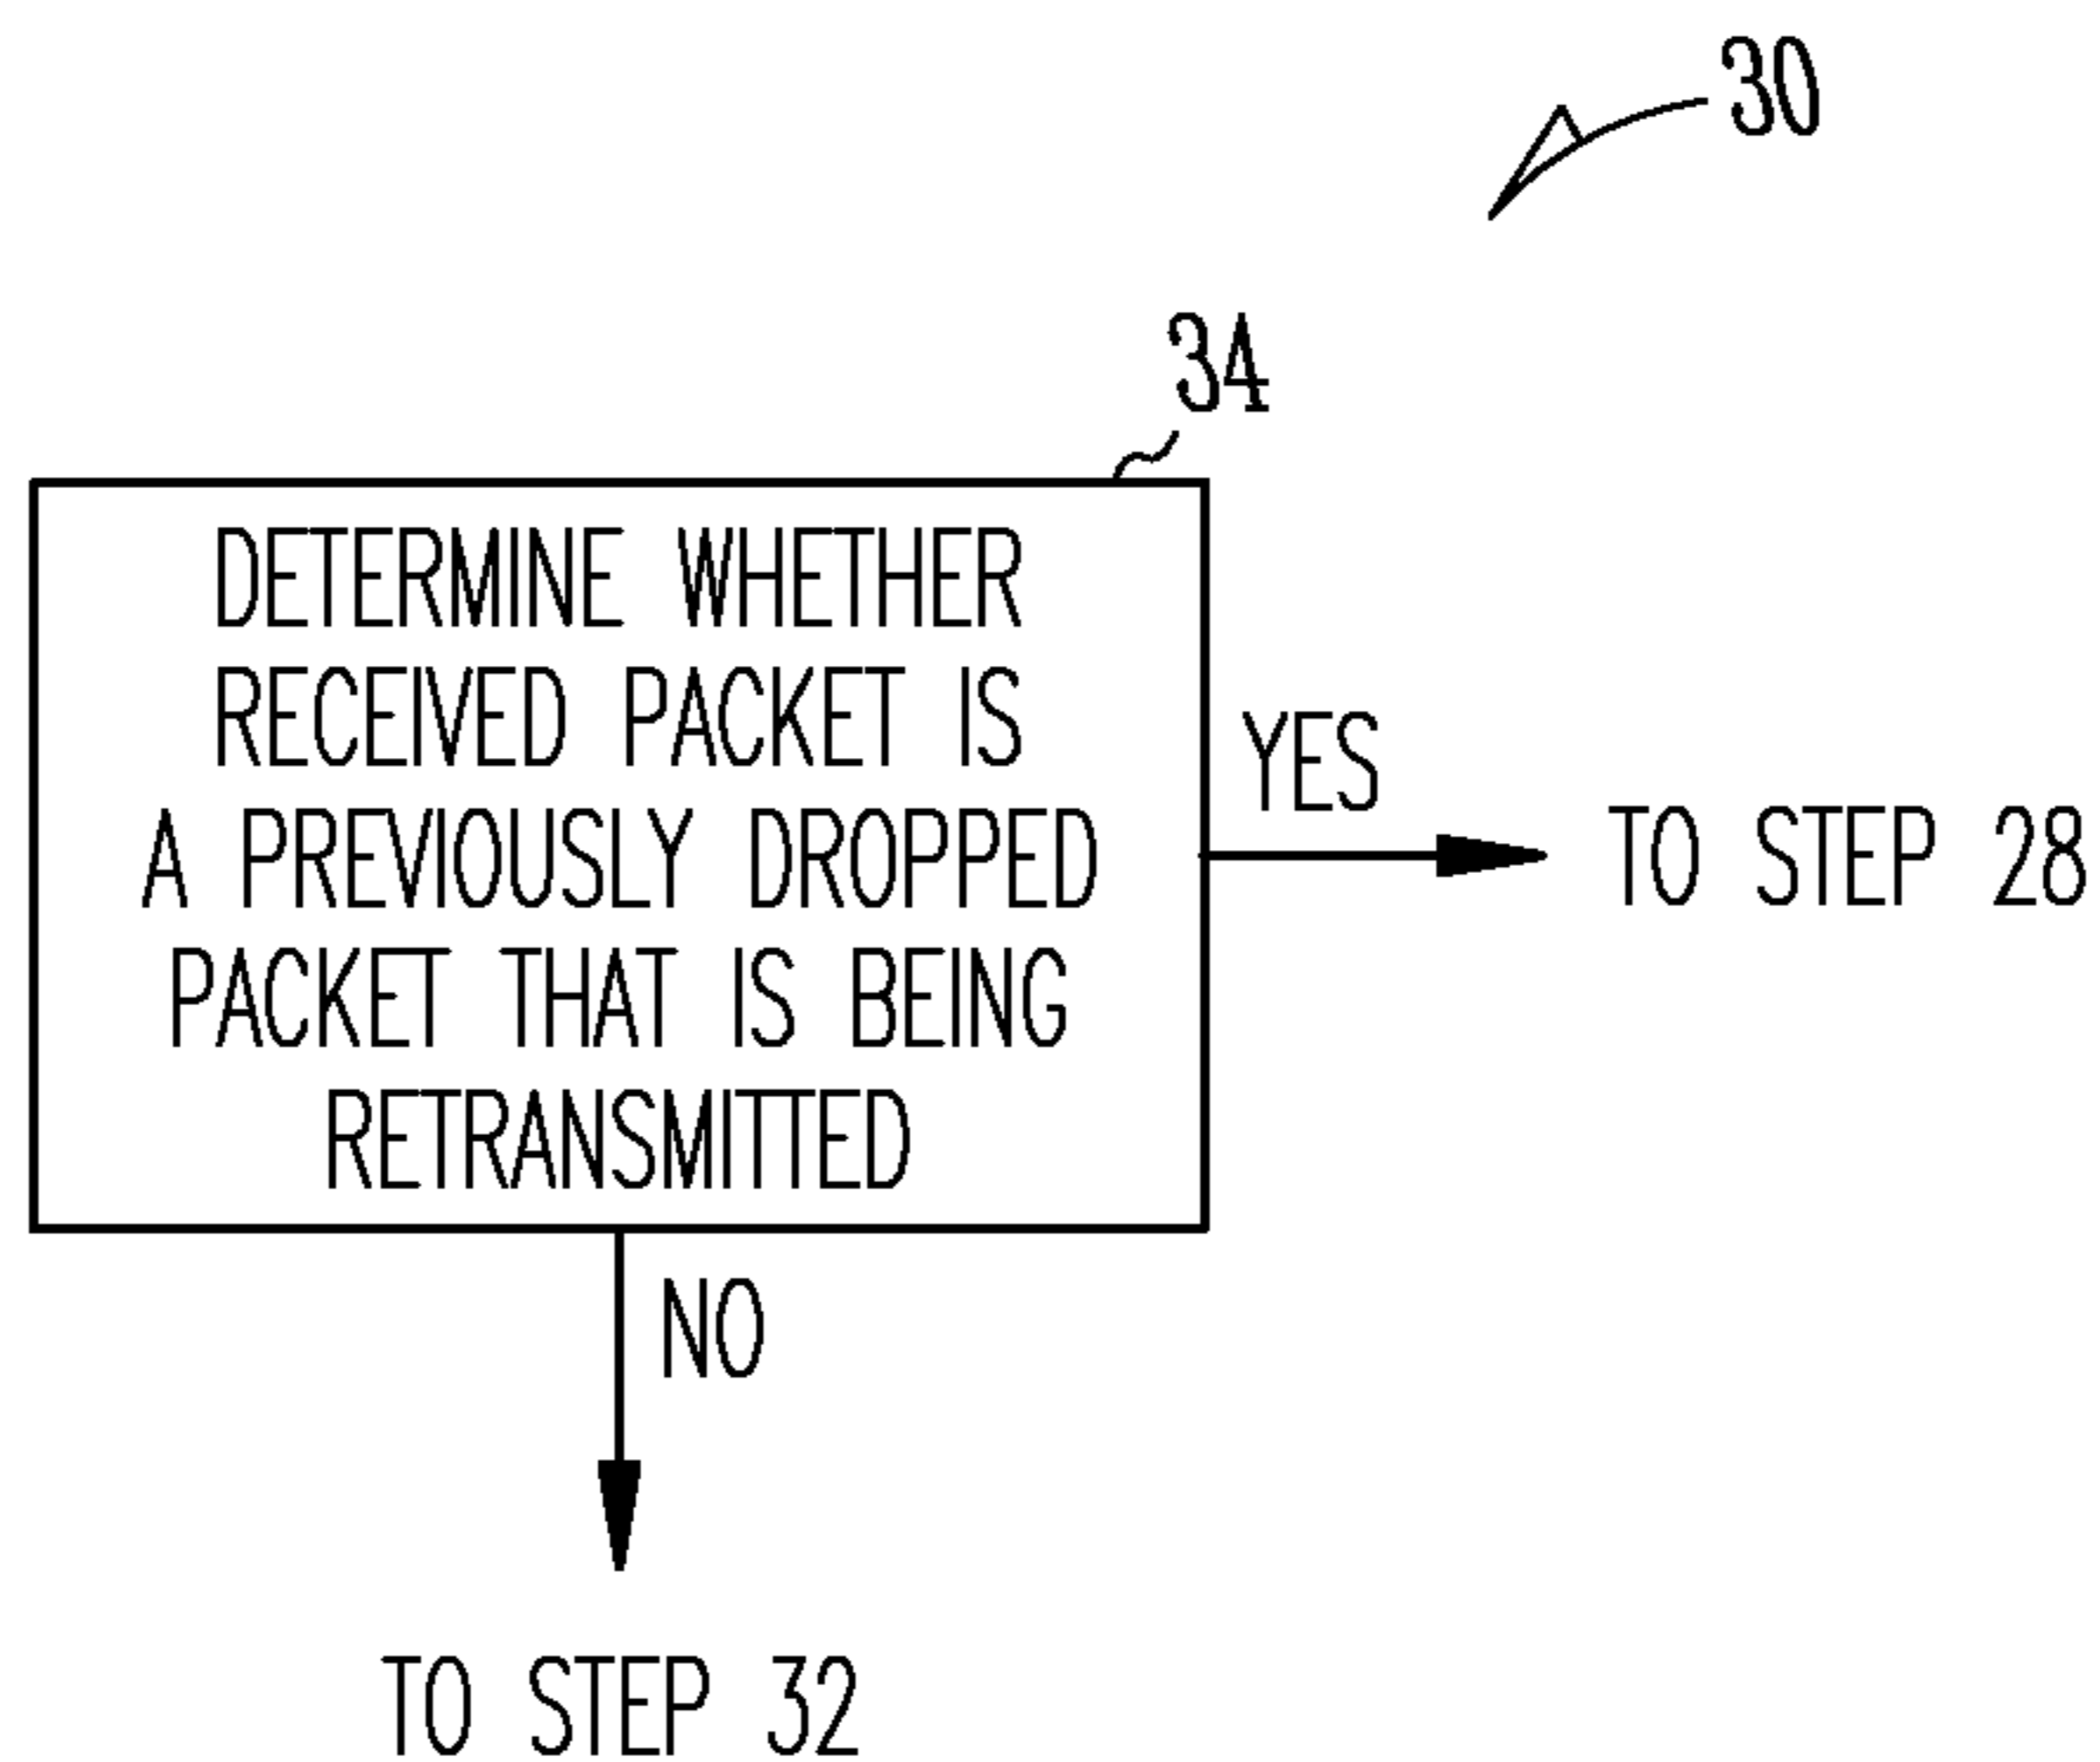 30
34
DETERMINE WHETHER
RECEIVED PACKET IS
A PREVIOUSLY DROPPED
PACKET THAT IS BEING
RETRANSMITTED
YES
TO STEP 28
NO
TO STEP 32